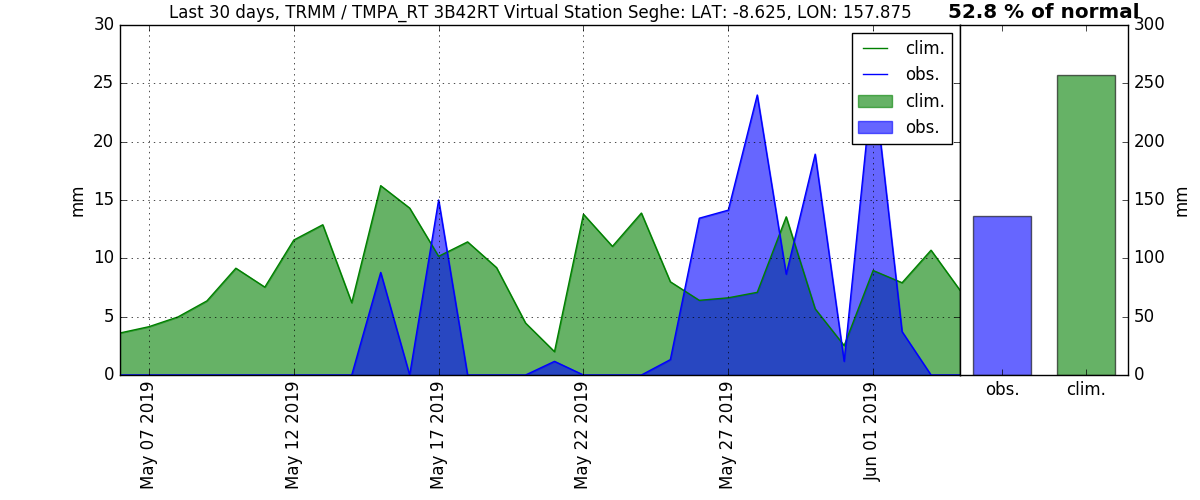 Last 30 days, TRMM / TMPA_RT 3B42RT Virtual Station Seghe: LAT: -8.625, LON: 157.875
52.8 % of normal
30
25
20
15
10
5
0
mm
clim.
obs.
clim.
obs.
May 07 2019
May 12 2019
May 17 2019
May 22 2019
May 27 2019
Jun 01 2019
300
250
200
150
100
50
0
mm
obs.
clim.